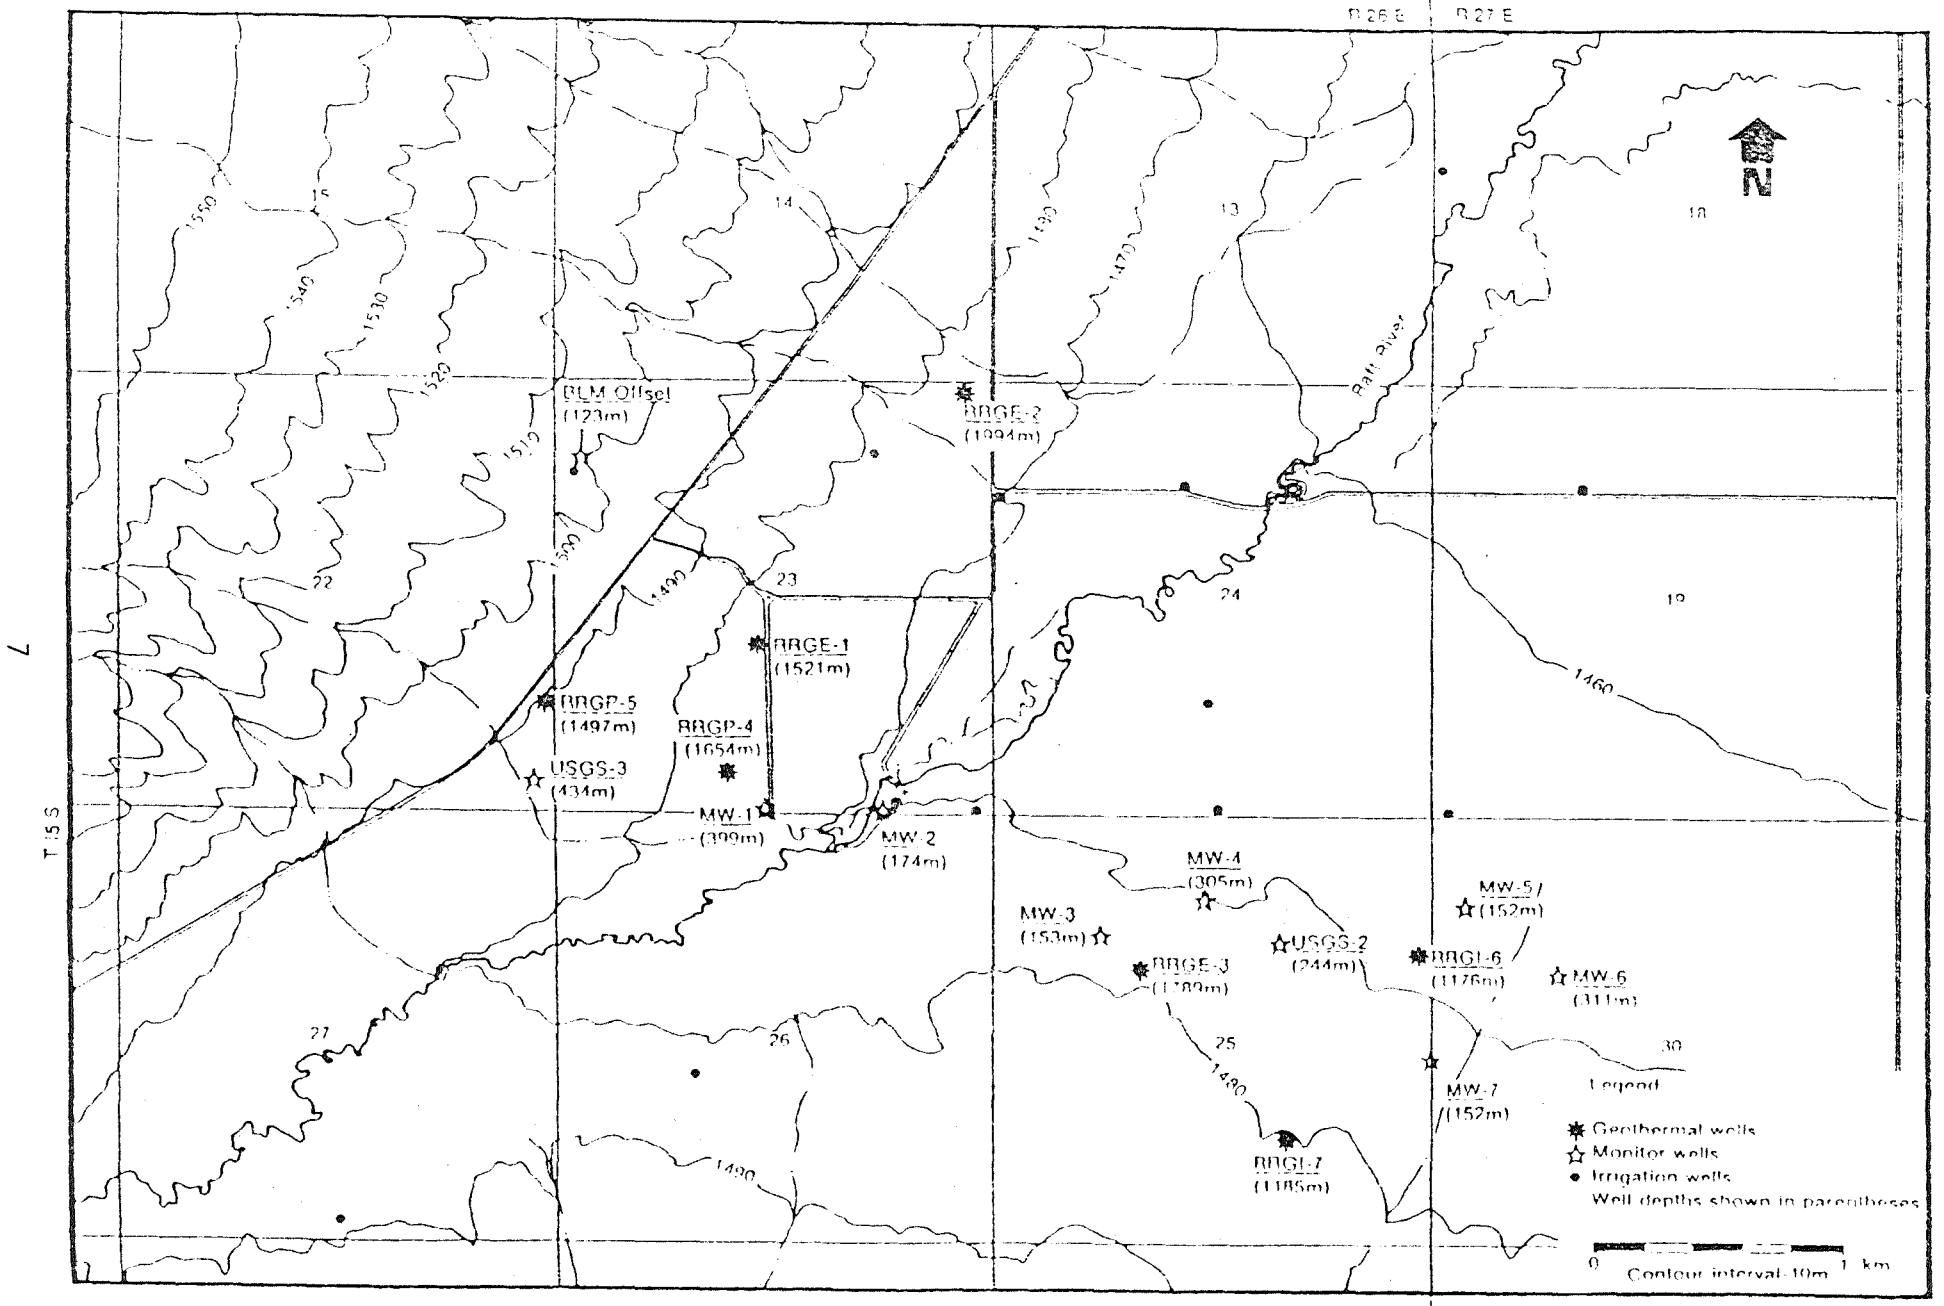 R 26 E
R 27 E
15
14
13
18
1550
1540
1530
1520
1510
1500
1490
1490
1470
Raft River
BLM Offset
(123m)
RRGE-2
(1994m)
22
23
24
19
1460
RRGE-1
(1521m)
RRGP-5
(1497m)
RRGP-4
(1654m)
USGS-3
(434m)
T 15 S
MW-1
(399m)
MW-2
(174m)
MW-4
(305m)
MW-5
(152m)
MW-3
(153m)
USGS-2
(244m)
RRGI-6
(1176m)
MW-6
(311m)
RRGE-3
(1789m)
27
26
25
30
MW-7
(152m)
1490
RRGI-7
(1185m)
Legend
Geothermal wells
Monitor wells
Irrigation wells
Well depths shown in parentheses
0
1 km
Contour interval-10m
7
N